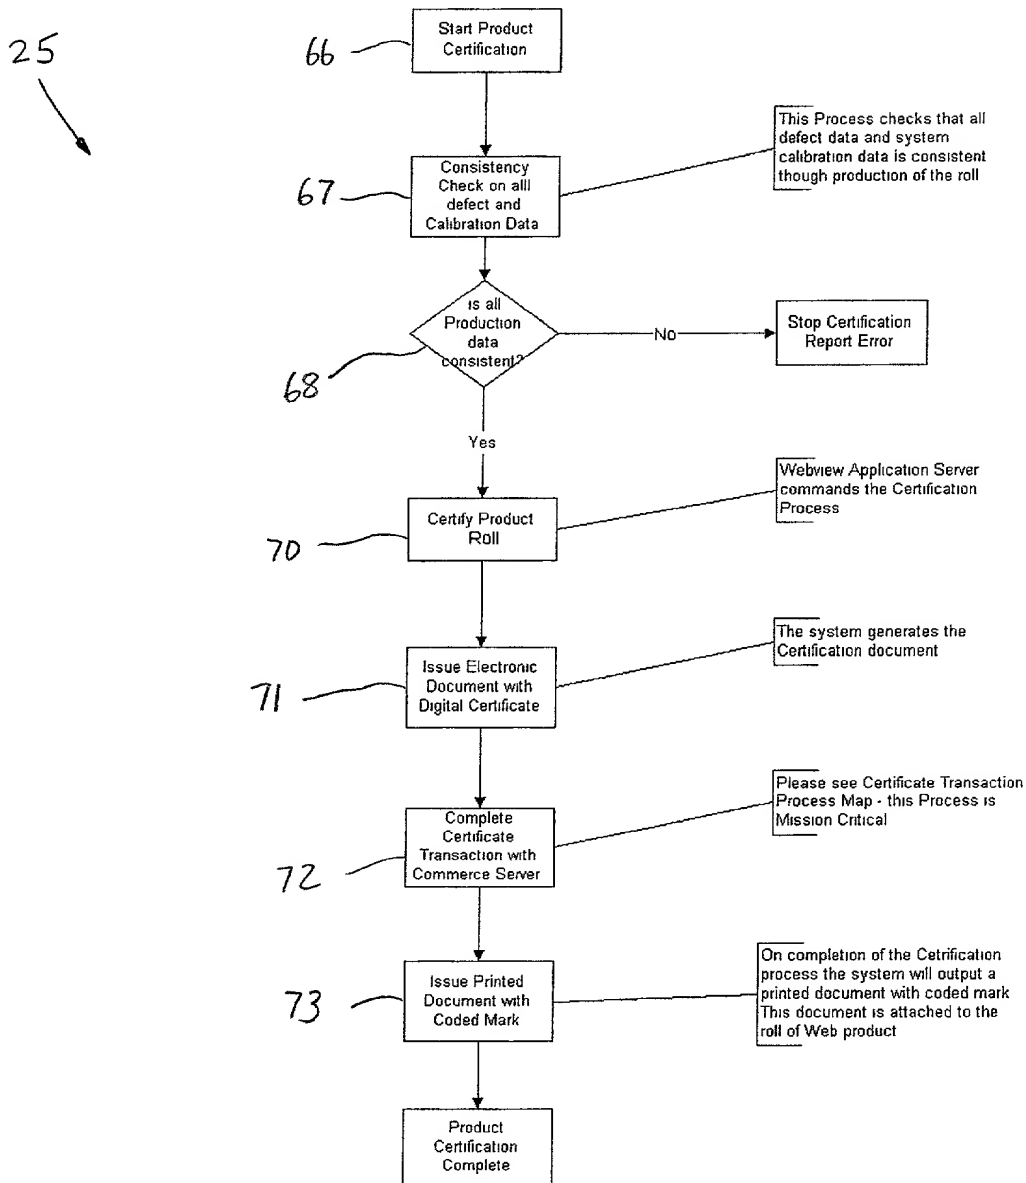 25
66
Start Product
Certification
This Process checks that all
defect data and system
calibration data is consistent
though production of the roll
67
Consistency
Check on alll
defect and
Calibration Data
is all
Production
data
consistent?
68
No
Stop Certification
Report Error
Yes
Webview Application Server
commands the Certification
Process
70
Certify Product
Roll
The system generates the
Certification document
71
Issue Electronic
Document with
Digital Certificate
Please see Certificate Transaction
Process Map - this Process is
Mission Critical
72
Complete
Certificate
Transaction with
Commerce Server
On completion of the Cetrification
process the system will output a
printed document with coded mark
This document is attached to the
roll of Web product
73
Issue Printed
Document with
Coded Mark
Product
Certification
Complete